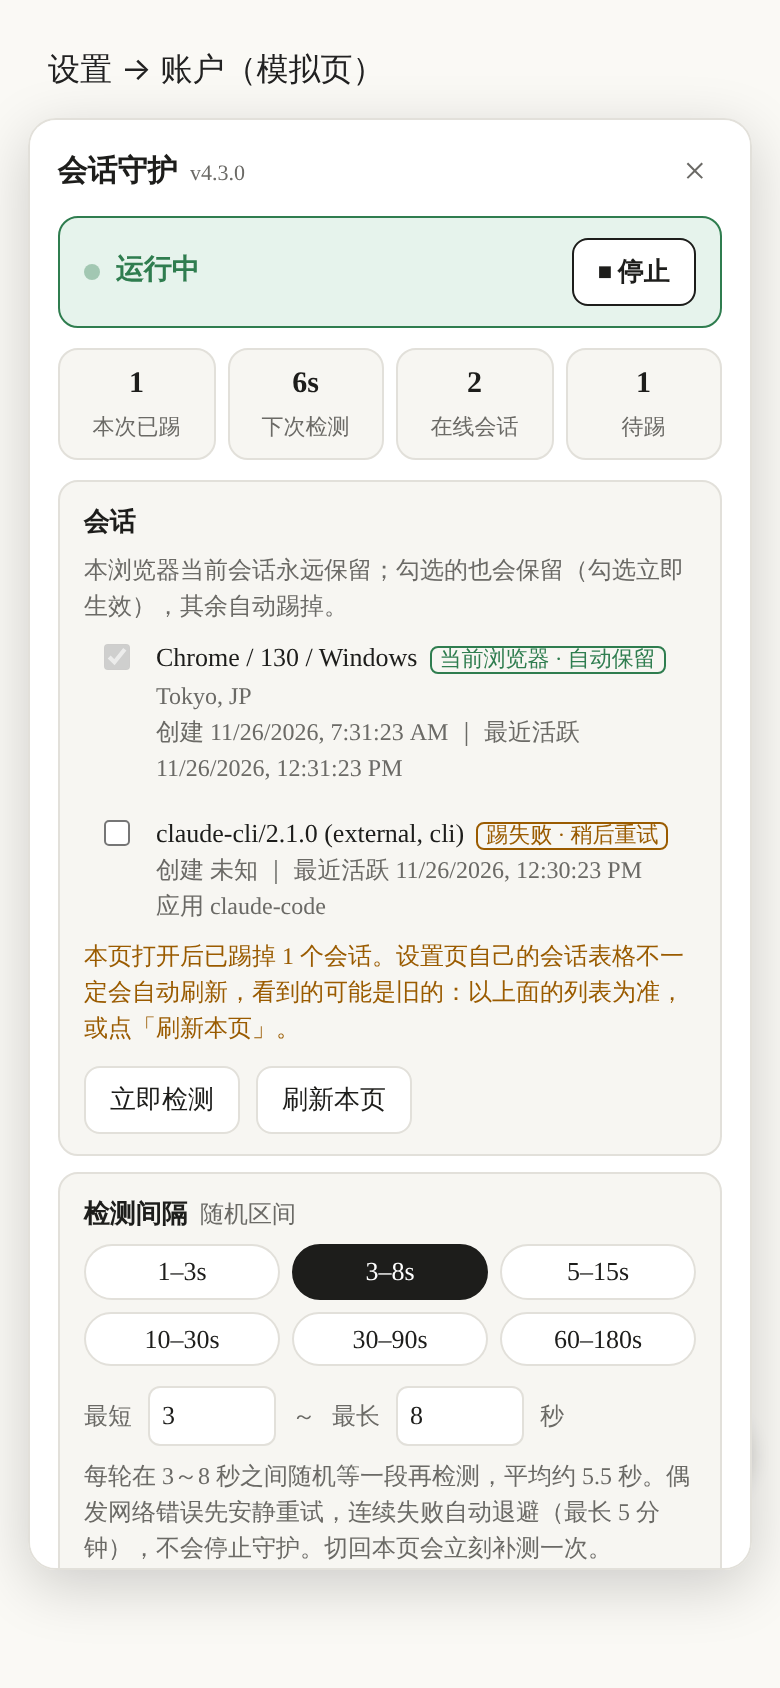 设置 → 账户（模拟页）
会话守护 v4.3.0 ×
运行中
■ 停止
1
本次已踢
6s
下次检测
2
在线会话
1
待踢
会话
本浏览器当前会话永远保留；勾选的也会保留（勾选立即
生效），其余自动踢掉。
Chrome / 130 / Windows 当前浏览器 · 自动保留
Tokyo, JP
创建 11/26/2026, 7:31:23 AM ｜ 最近活跃
11/26/2026, 12:31:23 PM
claude-cli/2.1.0 (external, cli) 踢失败 · 稍后重试
创建 未知 ｜ 最近活跃 11/26/2026, 12:30:23 PM
应用 claude-code
本页打开后已踢掉 1 个会话。设置页自己的会话表格不一
定会自动刷新，看到的可能是旧的：以上面的列表为准，
或点「刷新本页」。
立即检测 刷新本页
检测间隔 随机区间
1–3s 3–8s 5–15s
10–30s 30–90s 60–180s
最短 3 ～ 最长 8 秒
每轮在 3～8 秒之间随机等一段再检测，平均约 5.5 秒。偶
发网络错误先安静重试，连续失败自动退避（最长 5 分
钟），不会停止守护。切回本页会立刻补测一次。